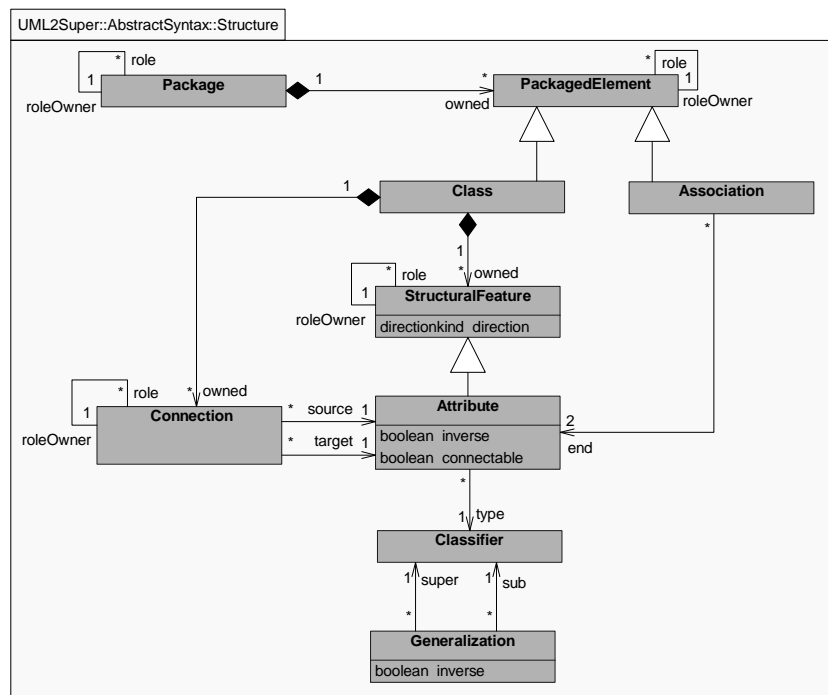 UML2Super::AbstractSyntax::Structure
* role
1
roleOwner
Package
1
*
owned
* role
1
roleOwner
PackagedElement
1
Class
Association
*
1
* owned
* role
1
roleOwner
StructuralFeature
directionkind direction
* role
1
roleOwner
* owned
Connection
* source 1
* target 1
Attribute
boolean inverse
boolean connectable
2
end
*
1 type
Classifier
1 super
1 sub
*
*
Generalization
boolean inverse